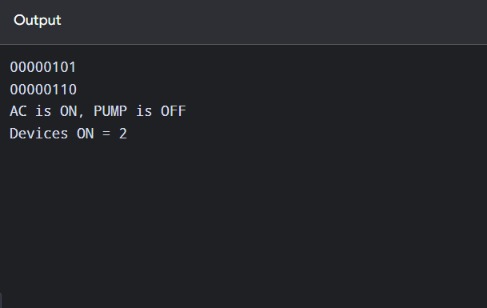 Output
00000101
00000110
AC is ON, PUMP is OFF
Devices ON = 2